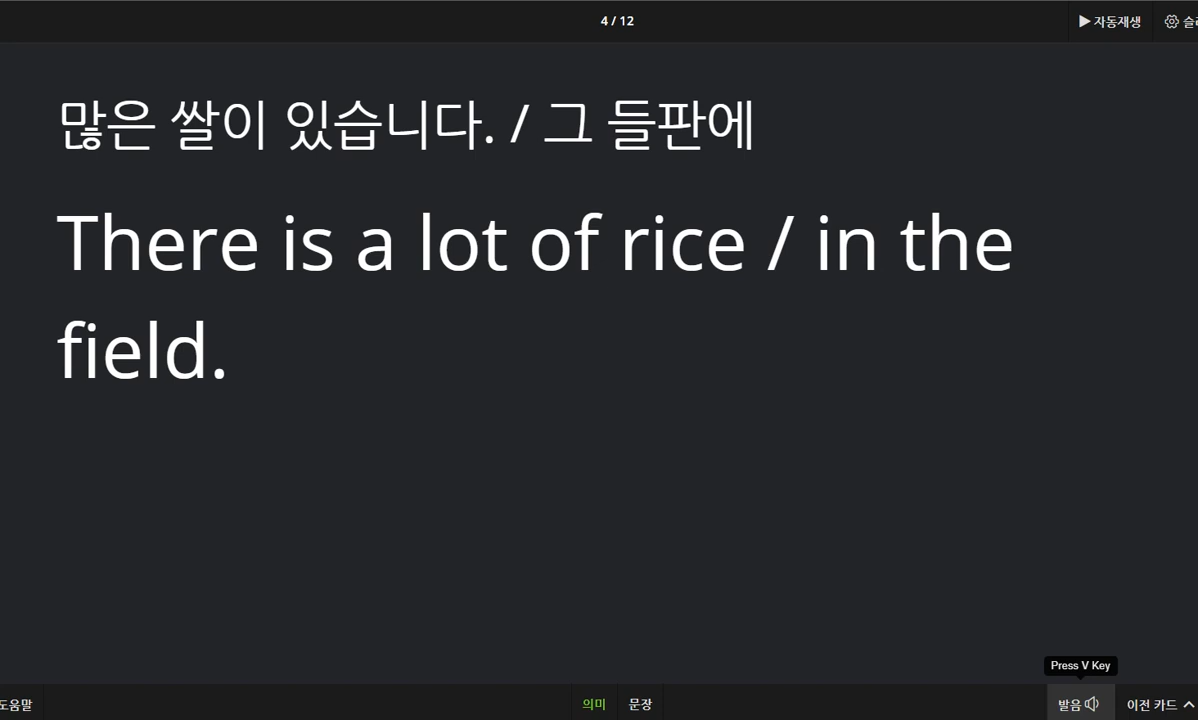 4 / 12
▶ 자동재생
많은 쌀이 있습니다. / 그 들판에
There is a lot of rice / in the
field.
Press V Key
도움말
의미
문장
발음
이전 카드